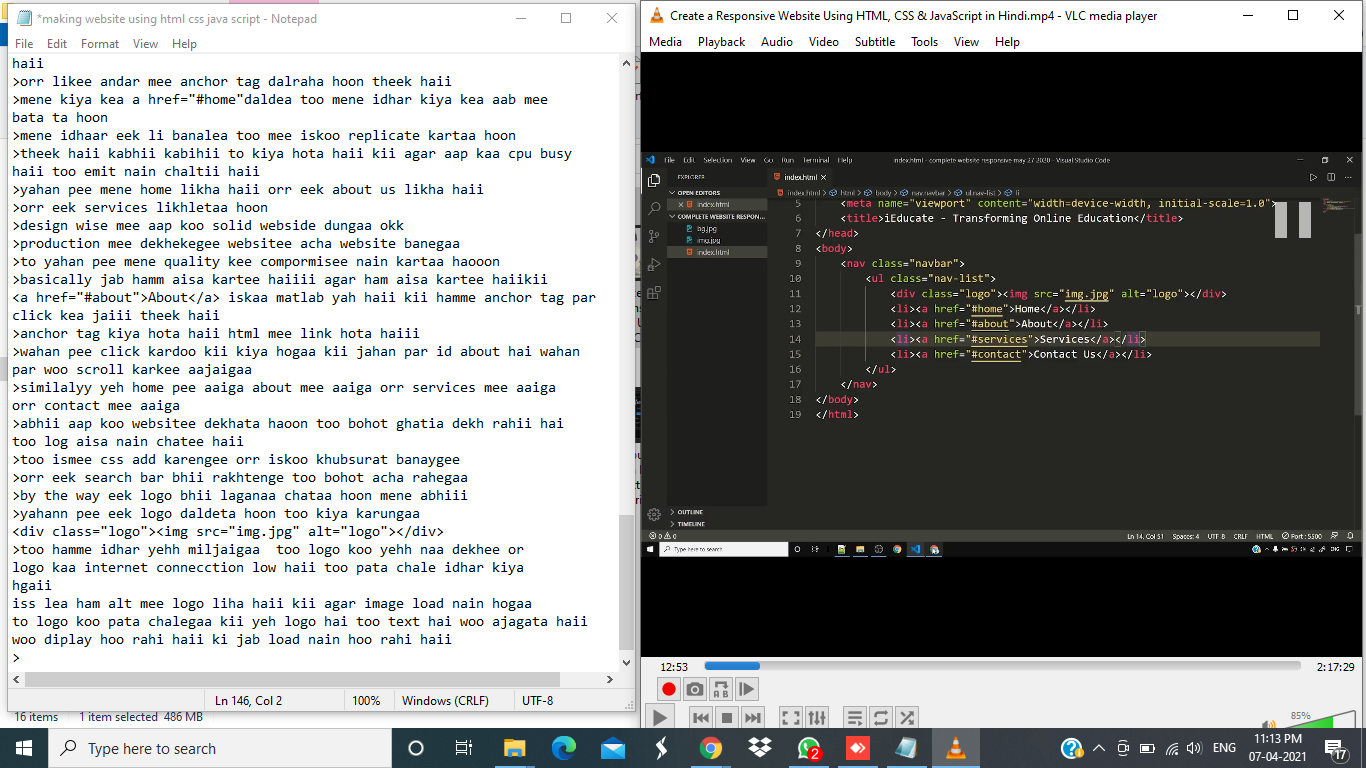 *making website using html css java script - Notepad
File Edit Format View Help
haii
>orr likee andar mee anchor tag dalraha hoon theek haii
>mene kiya kea a href="#home"daldea too mene idhar kiya kea aab mee
bata ta hoon
>mene idhaar eek li banalea too mee iskoo replicate kartaa hoon
>theek haii kabhii kabihii to kiya hota haii kii agar aap kaa cpu busy
haii too emit nain chaltii haii
>yahan pee mene home likha haii orr eek about us likha haii
>orr eek services likhletaa hoon
>design wise mee aap koo solid webside dungaa okk
>production mee dekhekegee websitee acha website banegaa
>to yahan pee mene quality kee compormisee nain kartaa haooon
>basically jab hamm aisa kartee haiiii agar ham aisa kartee haiikii
<a href="#about">About</a> iskaa matlab yah haii kii hamme anchor tag par
click kea jaiii theek haii
>anchor tag kiya hota haii html mee link hota haiii
>wahan pee click kardoo kii kiya hogaa kii jahan par id about hai wahan
par woo scroll karkee aajaigaa
>similalyy yeh home pee aaiga about mee aaiga orr services mee aaiga
orr contact mee aaiga
>abhii aap koo websitee dekhata haoon too bohot ghatia dekh rahii hai
too log aisa nain chatee haii
>too ismee css add karengee orr iskoo khubsurat banaygee
>orr eek search bar bhii rakhtenge too bohot acha rahegaa
>by the way eek logo bhii laganaa chataa hoon mene abhiii
>yahann pee eek logo daldeta hoon too kiya karungaa
<div class="logo"><img src="img.jpg" alt="logo"></div>
>too hamme idhar yehh miljaigaa  too logo koo yehh naa dekhee or
logo kaa internet connecction low haii too pata chale idhar kiya
hgaii
iss lea ham alt mee logo liha haii kii agar image load nain hogaa
to logo koo pata chalegaa kii yeh logo hai too text hai woo ajagata haii
woo diplay hoo rahi haii ki jab load nain hoo rahi haii
>
Ln 146, Col 2 100% Windows (CRLF) UTF-8
16 items 1 item selected 486 MB
Create a Responsive Website Using HTML, CSS & JavaScript in Hindi.mp4 - VLC media player
Media Playback Audio Video Subtitle Tools View Help
File Edit Selection View Go Run Terminal Help index.html - complete website responsive may 27 2020 - Visual Studio Code
EXPLORER
OPEN EDITORS
index.html
COMPLETE WEBSITE RESPON...
bg.jpg
img.jpg
index.html
OUTLINE
TIMELINE
index.html
index.html > html > body > nav.navbar > ul.nav-list > li
5 <meta name="viewport" content="width=device-width, initial-scale=1.0">
6 <title>iEducate - Transforming Online Education</title>
7 </head>
8 <body>
9 <nav class="navbar">
10 <ul class="nav-list">
11 <div class="logo"><img src="img.jpg" alt="logo"></div>
12 <li><a href="#home">Home</a></li>
13 <li><a href="#about">About</a></li>
14 <li><a href="#services">Services</a></li>
15 <li><a href="#contact">Contact Us</a></li>
16 </ul>
17 </nav>
18 </body>
19 </html>
0 0 Ln 14, Col 51 Spaces: 4 UTF-8 CRLF HTML Port : 5500
Type here to search
12:53 2:17:29
85%
Type here to search
2
ENG
11:13 PM
07-04-2021
17